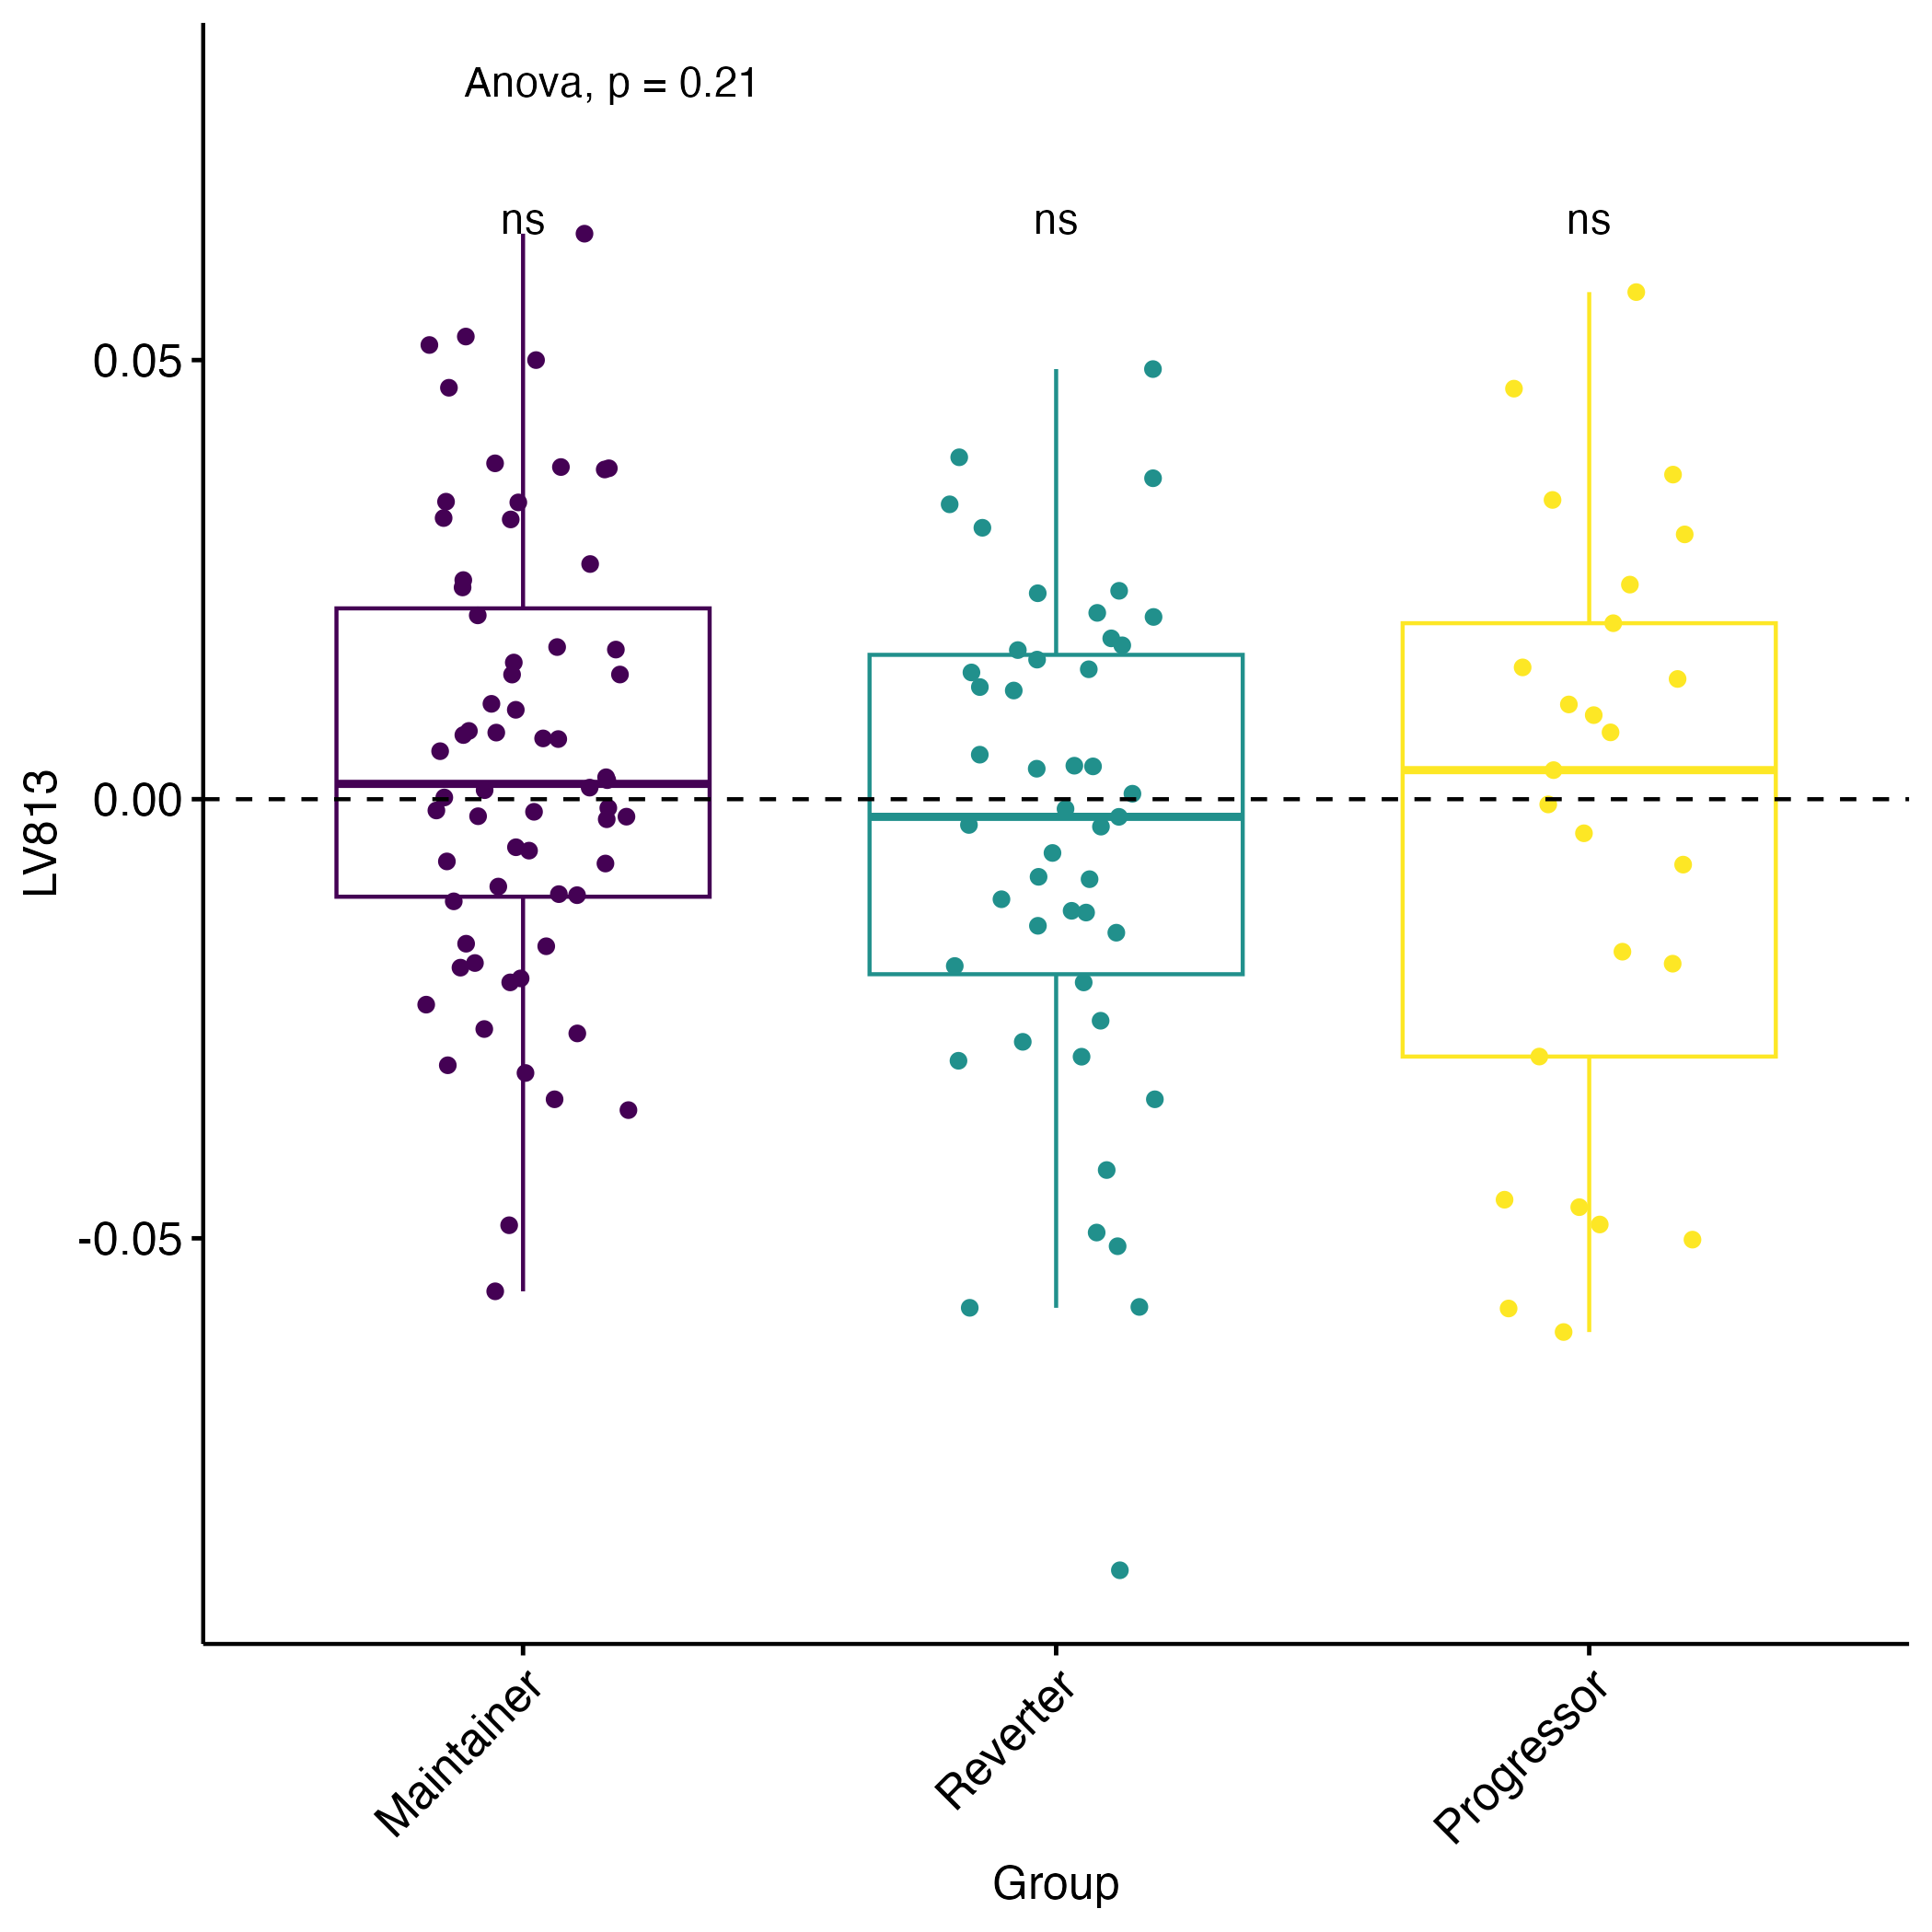 Anova, p = 0.21
ns
ns
ns
0.05
0.00
-0.05
LV813
Maintainer
Reverter
Progressor
Group